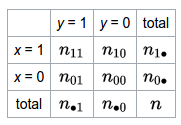 y = 1 y = 0 total
x = 1 n₁₁ n₁₀ n₁•
x = 0 n₀₁ n₀₀ n₀•
total n•₁ n•₀ n